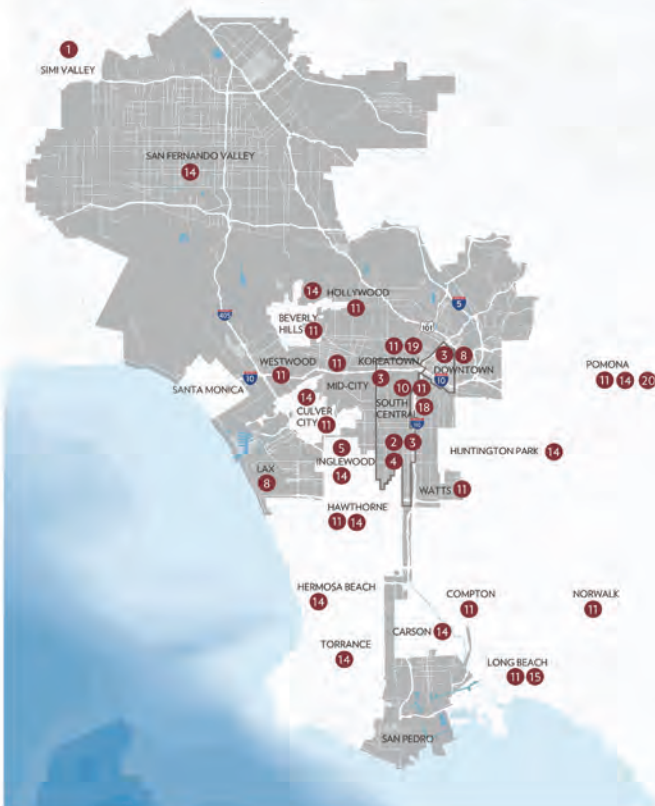 1
SIMI VALLEY
SAN FERNANDO VALLEY
14
14
HOLLYWOOD
11
5
405
BEVERLY
HILLS 11
101
11 19
KOREATOWN
3 8
DOWNTOWN
10
WESTWOOD
11
11
10
SANTA MONICA
MID-CITY
3
10 11
SOUTH
CENTRAL
18
POMONA
11 14 20
14
CULVER
CITY 11
5
INGLEWOOD
14
2 3
4
HUNTINGTON PARK 14
LAX
8
WATTS 11
HAWTHORNE
11 14
HERMOSA BEACH
14
COMPTON
11
NORWALK
11
CARSON 14
TORRANCE
14
LONG BEACH
11 15
SAN PEDRO